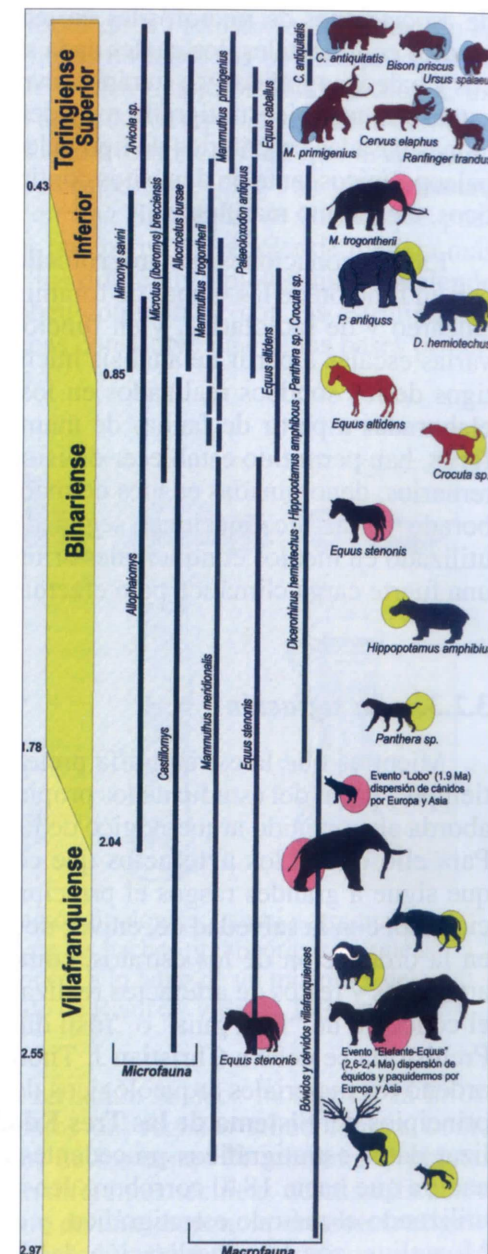 Toringiense
Superior
Inferior
Bihariense
Villafranquiense
0.43
0.85
1.78
2.04
2.55
2.97
Arvicola sp.
Mimomys savini
Microtus (Iberomys) brecciensis
Allocricetus bursae
Mammuthus trogontherii
Mammuthus primigenius
Palaeoloxodon antiquus
Equus caballus
C. antiquitatis
Equus altidens
Dicerorhinus hemiotechus - Hippopotamus amphibious - Panthera sp.- Crocuta sp.
Allophaiomys
Castillomys
Mammuthus meridionalis
Equus stenonis
Bóvidos y cérvidos villafranquienses
C. antiquitatis
Bison priscus
Ursus spalaeu
M. primigenius
Cervus elaphus
Ranfinger trandus
M. trogontherii
P. antiquss
D. hemiotechus
Equus altidens
Crocuta sp.
Equus stenonis
Hippopotamus amphibius
Panthera sp.
Evento "Lobo" (1.9 Ma)
dispersión de cánidos
por Europa y Asia
Equus stenonis
Evento "Elefante-Equus"
(2,6-2,4 Ma) dispersión de
équidos y paquidermos por
Europa y Asia
Microfauna
Macrofauna